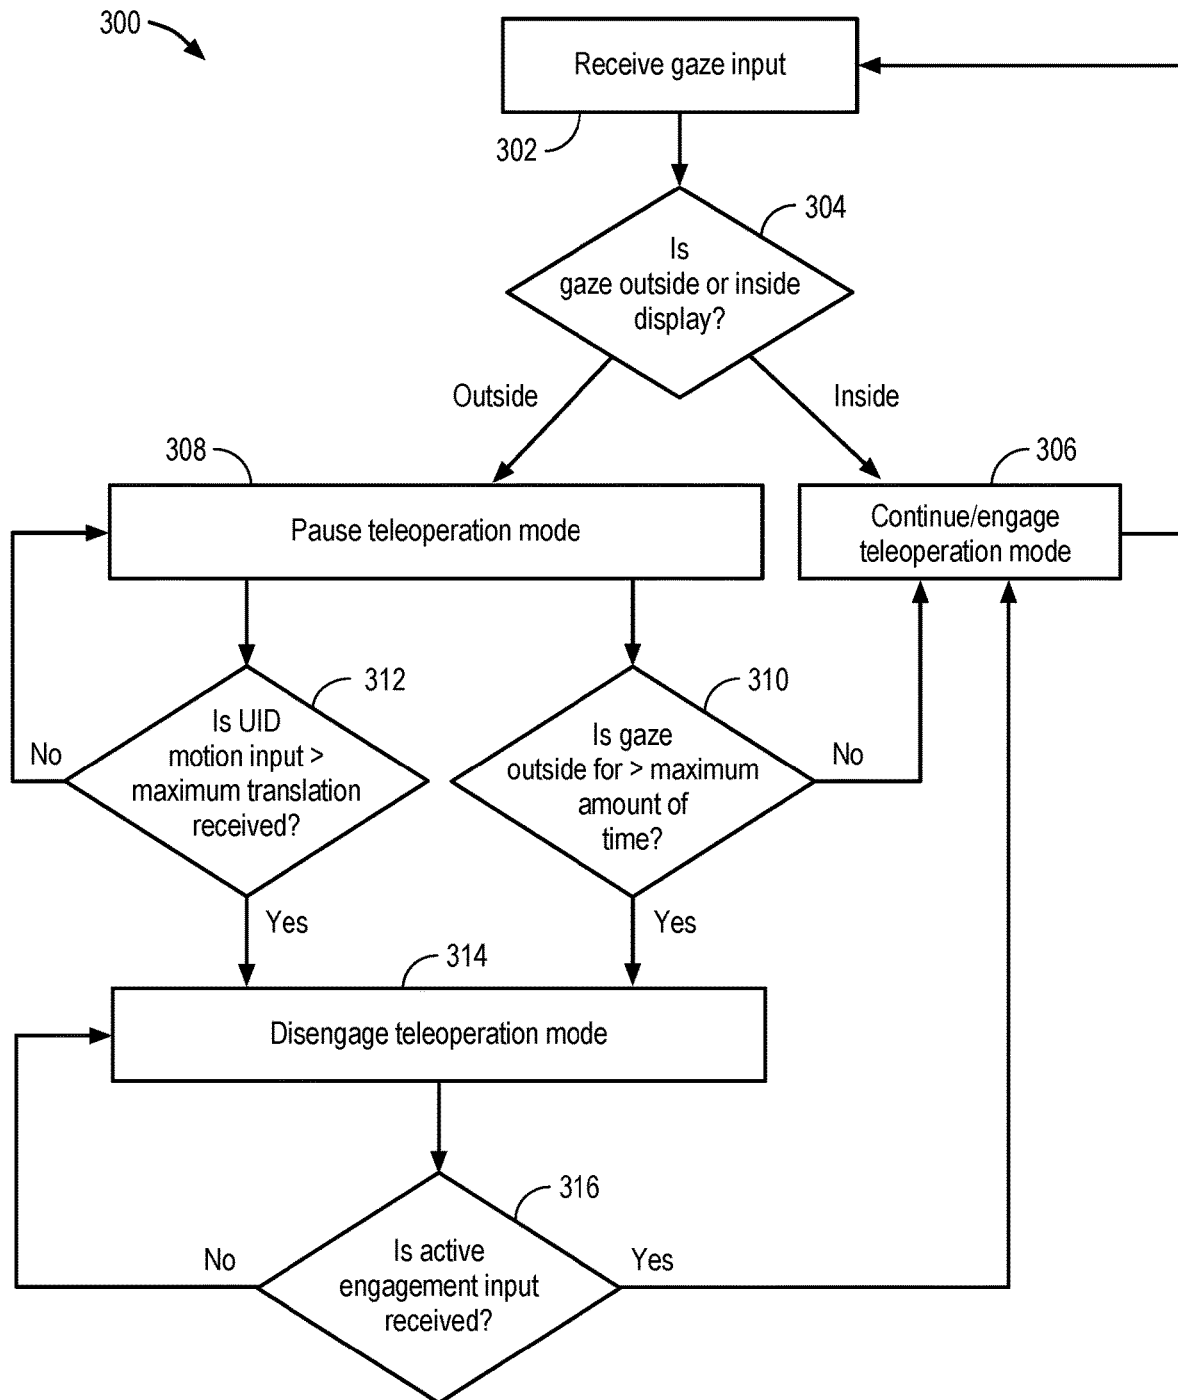 300
Receive gaze input
302
304
Is
gaze outside or inside
display?
Outside
Inside
308
306
Pause teleoperation mode
Continue/engage
teleoperation mode
312
310
Is UID
motion input >
maximum translation
received?
No
Is gaze
outside for > maximum
amount of
time?
No
Yes
Yes
314
Disengage teleoperation mode
316
No
Is active
engagement input
received?
Yes